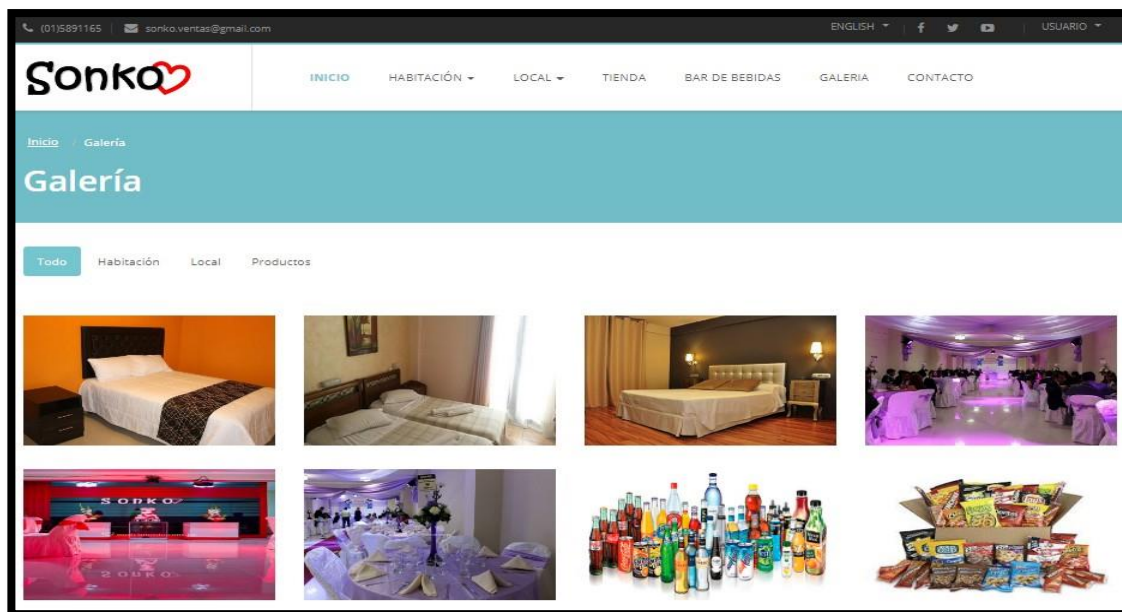 (01)5891165 sonko.ventas@gmail.com ENGLISH USUARIO
Sonko INICIO HABITACIÓN LOCAL TIENDA BAR DE BEBIDAS GALERIA CONTACTO
Inicio / Galería
Galería
Todo Habitación Local Productos
SONKO